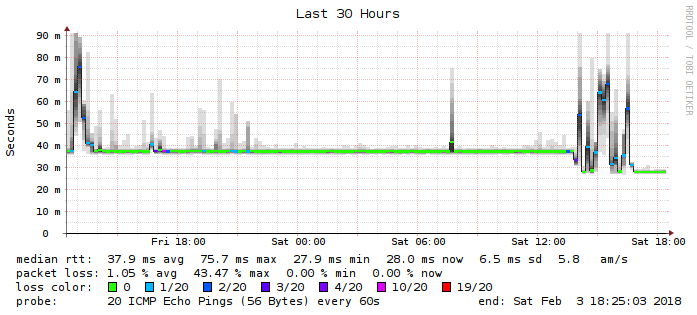 Last 30 Hours
RRDTOOL / TOBI OETIKER
Seconds
90 m
80 m
70 m
60 m
50 m
40 m
30 m
20 m
10 m
0
Fri 18:00 Sat 00:00 Sat 06:00 Sat 12:00 Sat 18:00
median rtt: 37.9 ms avg 75.7 ms max 27.9 ms min 28.0 ms now 6.5 ms sd 5.8 am/s
packet loss: 1.05 % avg 43.47 % max 0.00 % min 0.00 % now
loss color: 0 1/20 2/20 3/20 4/20 10/20 19/20
probe: 20 ICMP Echo Pings (56 Bytes) every 60s end: Sat Feb 3 18:25:03 2018